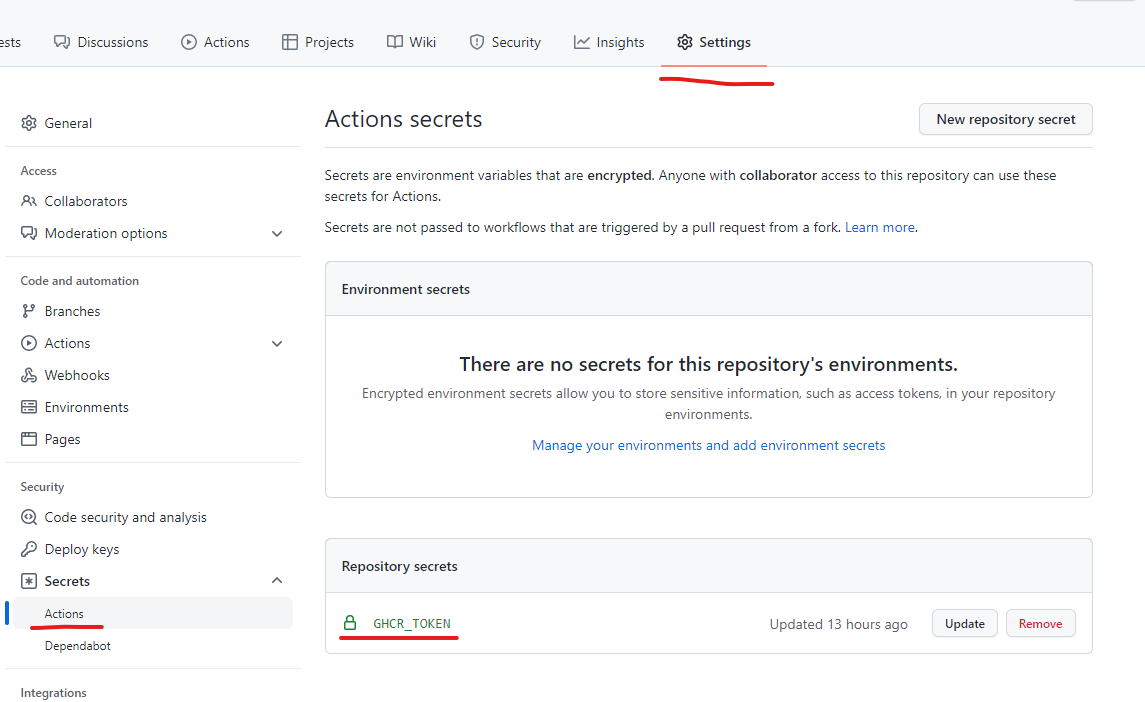 ests Discussions Actions Projects Wiki Security Insights Settings
General
Access
Collaborators
Moderation options
Code and automation
Branches
Actions
Webhooks
Environments
Pages
Security
Code security and analysis
Deploy keys
Secrets
Actions
Dependabot
Integrations
Actions secrets
New repository secret
Secrets are environment variables that are encrypted. Anyone with collaborator access to this repository can use these
secrets for Actions.
Secrets are not passed to workflows that are triggered by a pull request from a fork. Learn more.
Environment secrets
There are no secrets for this repository's environments.
Encrypted environment secrets allow you to store sensitive information, such as access tokens, in your repository
environments.
Manage your environments and add environment secrets
Repository secrets
GHCR_TOKEN Updated 13 hours ago Update Remove